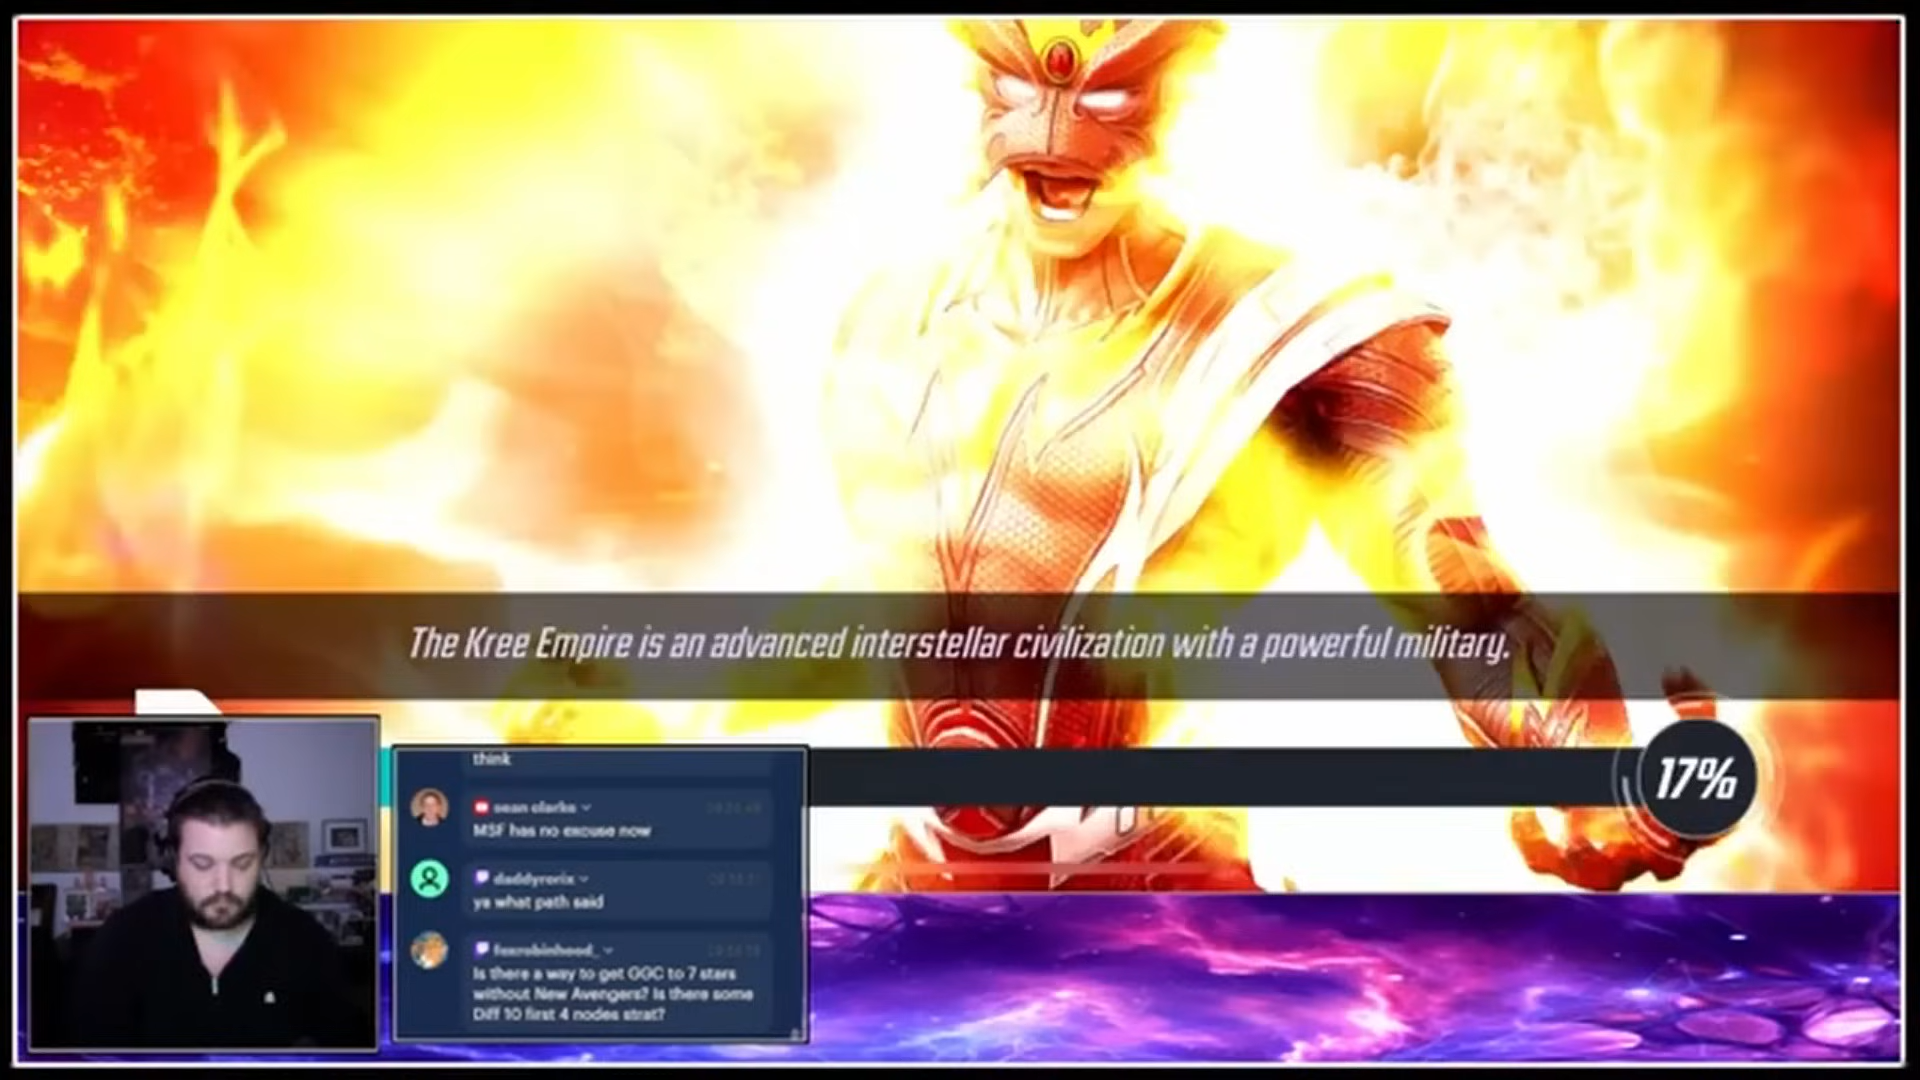 The Kree Empire is an advanced interstellar civilization with a powerful military.
17%
think
sean clarke
MSF has no excuse now
daddyrorix
ya what path said
foxrobinhood_
Is there a way to get GGC to 7 stars
without New Avengers? Is there some
Diff 10 first 4 nodes strat?